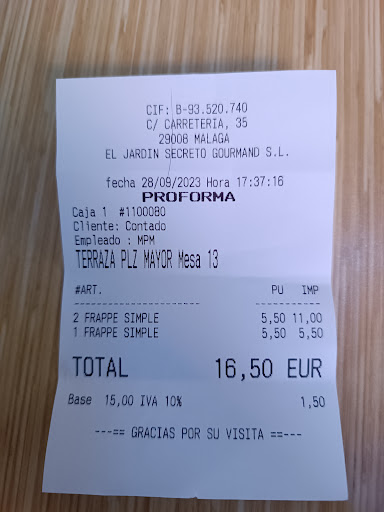 CIF: B-93.520.740
C/ CARRETERIA, 35
29008 MALAGA
EL JARDIN SECRETO GOURMAND S.L.
fecha 28/09/2023 Hora 17:37:16
PROFORMA
Caja 1 #1100080
Cliente: Contado
Empleado : MPM
TERRAZA PLZ MAYOR Mesa 13
#ART. PU IMP
2 FRAPPE SIMPLE 5,50 11,00
1 FRAPPE SIMPLE 5,50 5,50
TOTAL 16,50 EUR
Base 15,00 IVA 10% 1,50
---== GRACIAS POR SU VISITA ==---